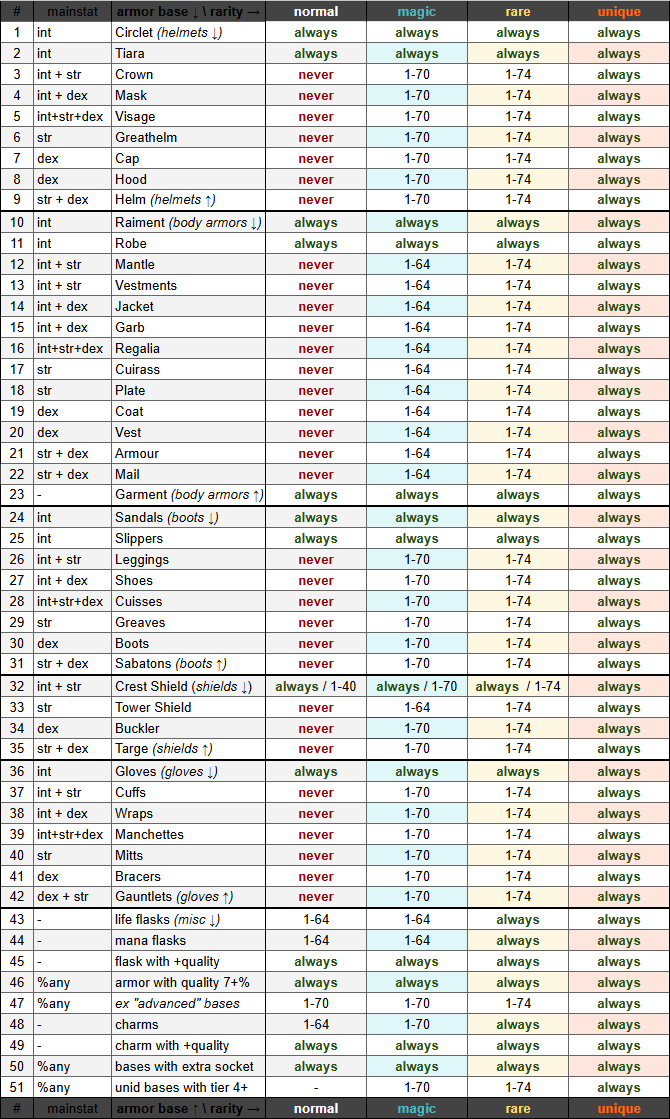 # mainstat armor base ↓ \ rarity → normal magic rare unique
1 int Circlet (helmets ↓) always always always always
2 int Tiara always always always always
3 int + str Crown never 1-70 1-74 always
4 int + dex Mask never 1-70 1-74 always
5 int+str+dex Visage never 1-70 1-74 always
6 str Greathelm never 1-70 1-74 always
7 dex Cap never 1-70 1-74 always
8 dex Hood never 1-70 1-74 always
9 str + dex Helm (helmets ↑) never 1-70 1-74 always
10 int Raiment (body armors ↓) always always always always
11 int Robe always always always always
12 int + str Mantle never 1-64 1-74 always
13 int + str Vestments never 1-64 1-74 always
14 int + dex Jacket never 1-64 1-74 always
15 int + dex Garb never 1-64 1-74 always
16 int+str+dex Regalia never 1-64 1-74 always
17 str Cuirass never 1-64 1-74 always
18 str Plate never 1-64 1-74 always
19 dex Coat never 1-64 1-74 always
20 dex Vest never 1-64 1-74 always
21 str + dex Armour never 1-64 1-74 always
22 str + dex Mail never 1-64 1-74 always
23 - Garment (body armors ↑) always always always always
24 int Sandals (boots ↓) always always always always
25 int Slippers always always always always
26 int + str Leggings never 1-70 1-74 always
27 int + dex Shoes never 1-70 1-74 always
28 int+str+dex Cuisses never 1-70 1-74 always
29 str Greaves never 1-70 1-74 always
30 dex Boots never 1-70 1-74 always
31 str + dex Sabatons (boots ↑) never 1-70 1-74 always
32 int + str Crest Shield (shields ↓) always / 1-40 always / 1-70 always / 1-74 always
33 str Tower Shield never 1-64 1-74 always
34 dex Buckler never 1-70 1-74 always
35 str + dex Targe (shields ↑) never 1-70 1-74 always
36 int Gloves (gloves ↓) always always always always
37 int + str Cuffs never 1-70 1-74 always
38 int + dex Wraps never 1-70 1-74 always
39 int+str+dex Manchettes never 1-70 1-74 always
40 str Mitts never 1-70 1-74 always
41 dex Bracers never 1-70 1-74 always
42 dex + str Gauntlets (gloves ↑) never 1-70 1-74 always
43 - life flasks (misc ↓) 1-64 1-64 always always
44 - mana flasks 1-64 1-64 always always
45 - flask with +quality always always always always
46 %any armor with quality 7+% always always always always
47 %any ex "advanced" bases 1-70 1-70 1-74 always
48 - charms 1-64 1-70 always always
49 - charm with +quality always always always always
50 %any bases with extra socket always always always always
51 %any unid bases with tier 4+ - 1-70 1-74 always
# mainstat armor base ↑ \ rarity → normal magic rare unique